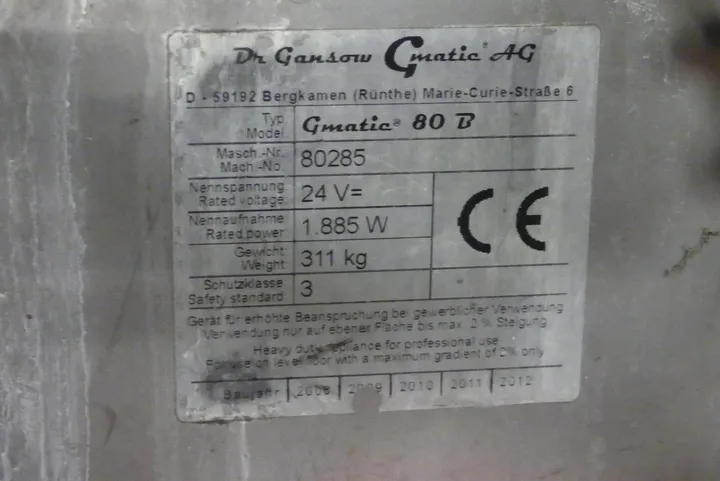 Dr. Gansow Gmatic® AG
D - 59192 Bergkamen (Rünthe) Marie-Curie-Straße 6
Typ
Model
Gmatic® 80 B
Masch.-Nr.
Mach.-No.
80285
Nennspannung
Rated voltage
24 V=
Nennaufnahme
Rated power
1.885 W
Gewicht
Weight
311 kg
Schutzklasse
Safety standard
3
CE
Gerät für erhöhte Beanspruchung bei gewerblicher Verwendung
Verwendung nur auf ebener Fläche bis max. 2 % Steigung
Heavy duty appliance for professional use
For use on level floor with a maximum gradient of 2% only
Baujahr 2008 2009 2010 2011 2012